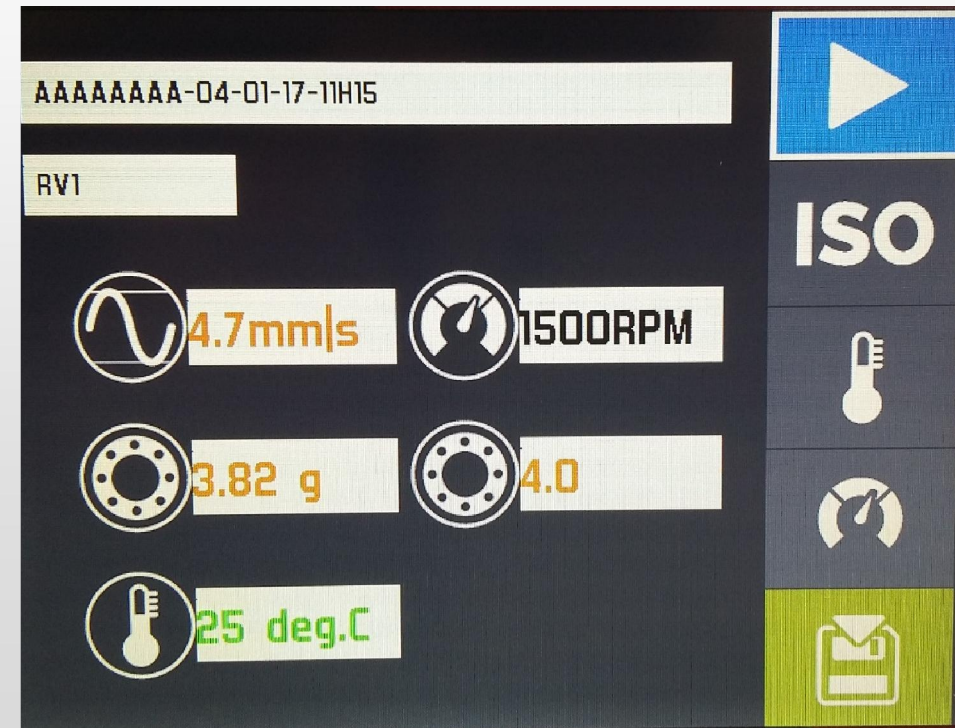 AAAAAAAA-04-01-17-11H15
RV1
ISO
4.7mm|s
1500RPM
3.82 g
4.0
25 deg.C